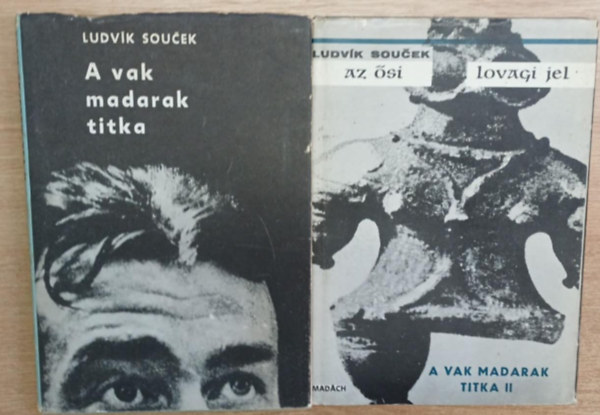 LUDVÍK SOUČEK
A vak
madarak
titka
LUDVÍK SOUČEK
az ősi lovagi jel
A VAK MADARAK
TITKA II
MADÁCH